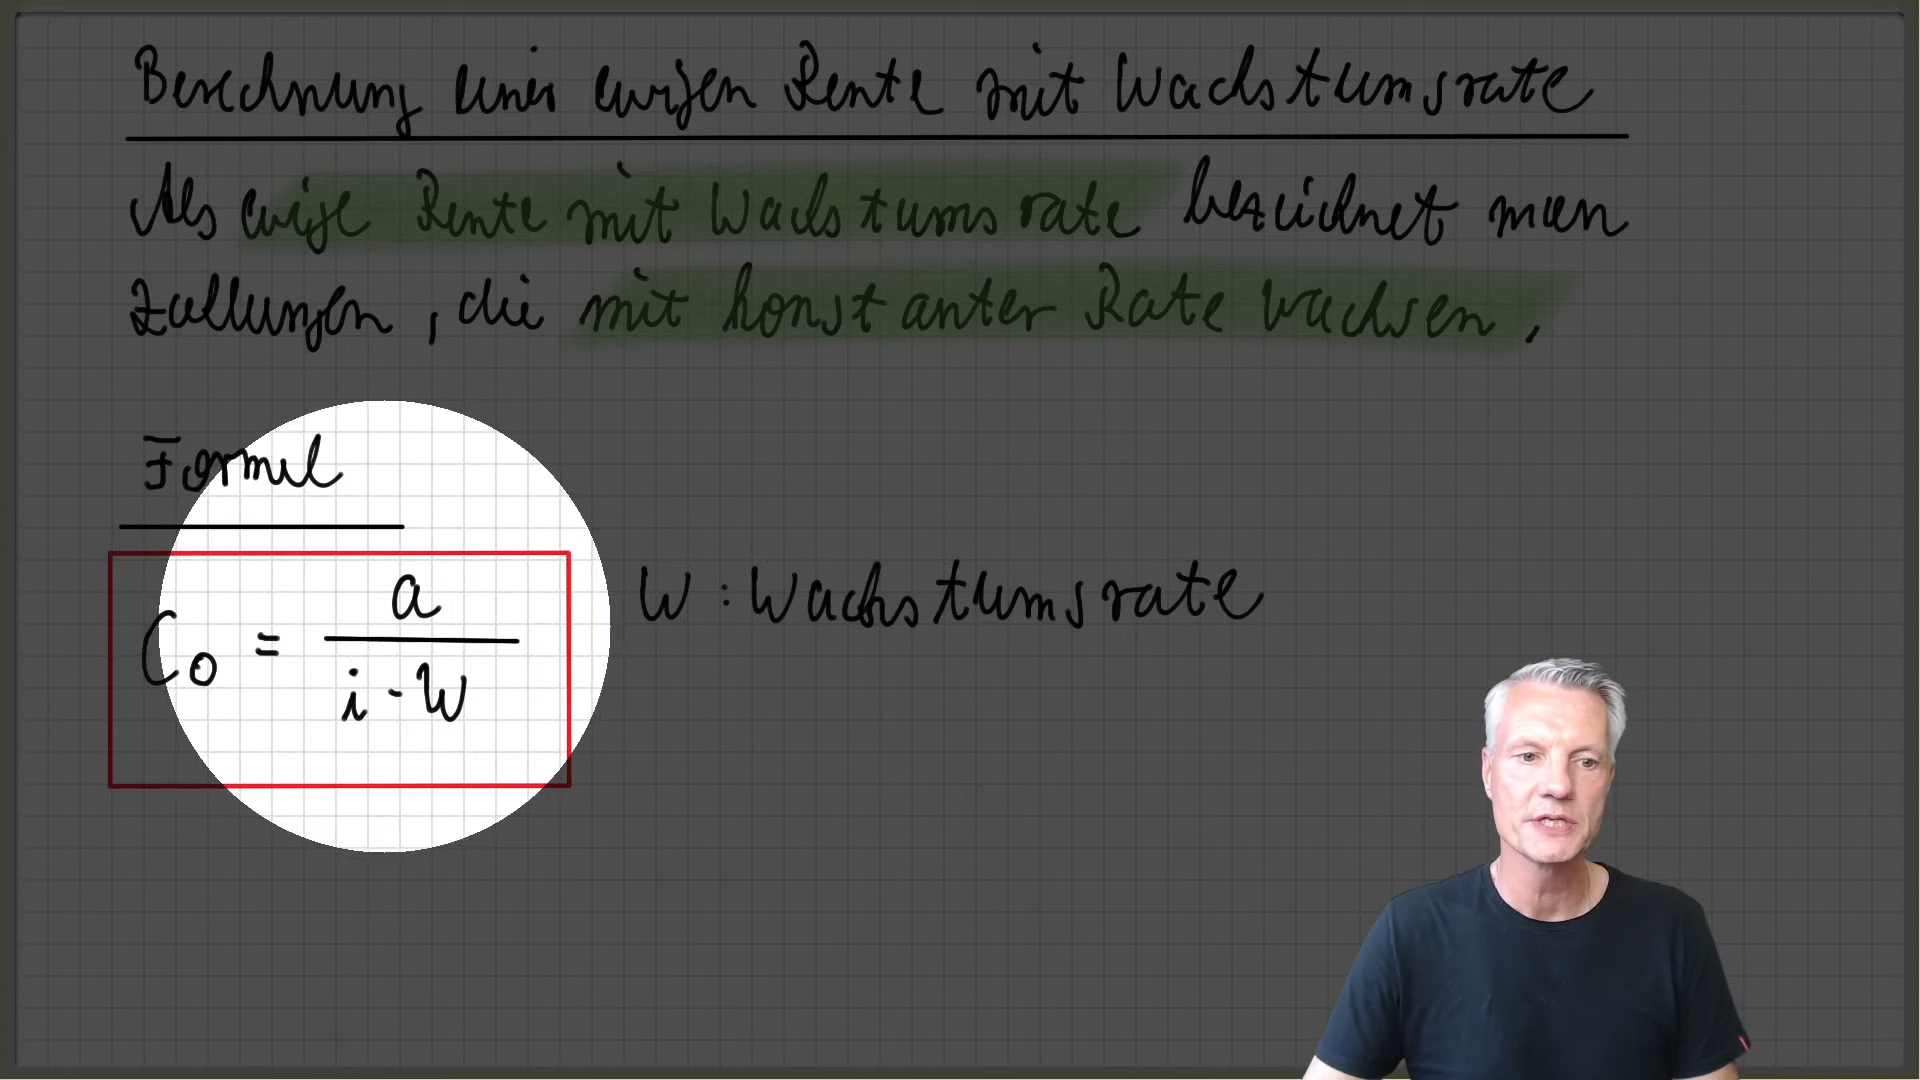 Berechnung einer ewigen Rente mit Wachstumsrate
Als ewige Rente mit Wachstumsrate bezeichnet man
Zahlungen, die mit konstanter Rate wachsen.
Formel
C₀ = a / (i - w)
w : Wachstumsrate